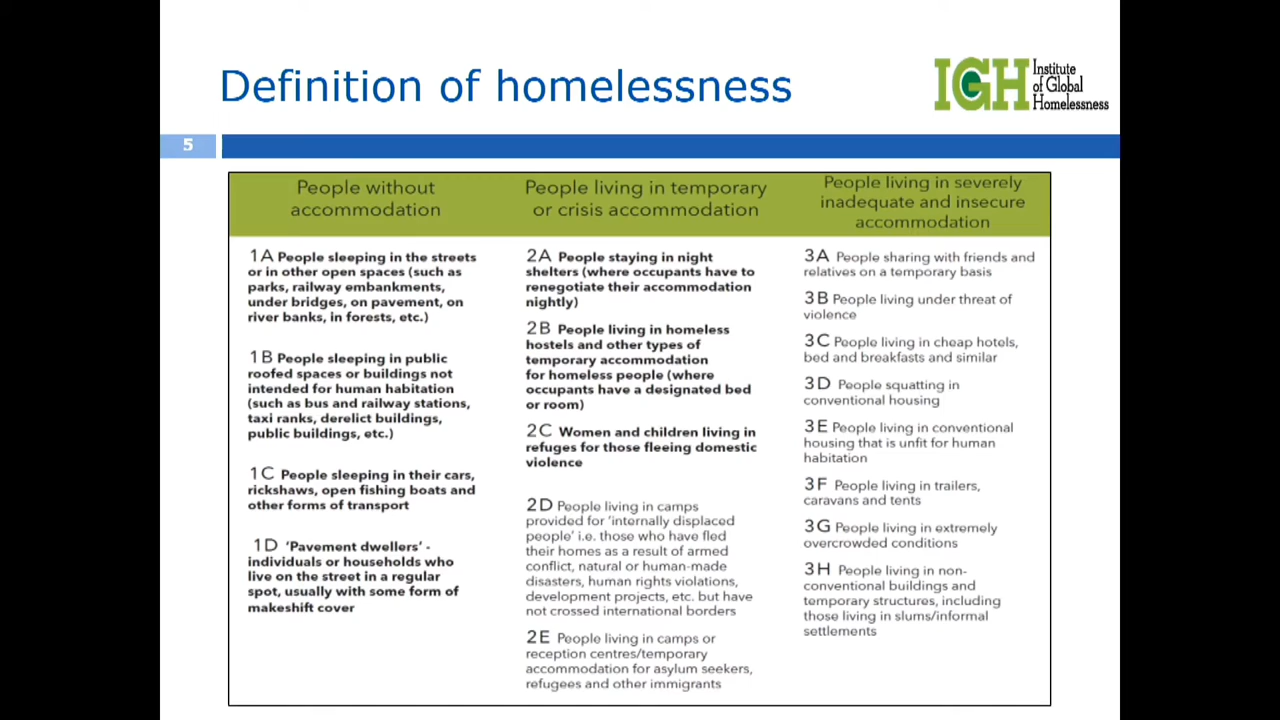 Definition of homelessness
IGH Institute
of Global
Homelessness
5
People without
accommodation
1A People sleeping in the streets
or in other open spaces (such as
parks, railway embankments,
under bridges, on pavement, on
river banks, in forests, etc.)
1B People sleeping in public
roofed spaces or buildings not
intended for human habitation
(such as bus and railway stations,
taxi ranks, derelict buildings,
public buildings, etc.)
1C People sleeping in their cars,
rickshaws, open fishing boats and
other forms of transport
1D 'Pavement dwellers' -
individuals or households who
live on the street in a regular
spot, usually with some form of
makeshift cover
People living in temporary
or crisis accommodation
2A People staying in night
shelters (where occupants have to
renegotiate their accommodation
nightly)
2B People living in homeless
hostels and other types of
temporary accommodation
for homeless people (where
occupants have a designated bed
or room)
2C Women and children living in
refuges for those fleeing domestic
violence
2D People living in camps
provided for 'internally displaced
people' i.e. those who have fled
their homes as a result of armed
conflict, natural or human-made
disasters, human rights violations,
development projects, etc. but have
not crossed international borders
2E People living in camps or
reception centres/temporary
accommodation for asylum seekers,
refugees and other immigrants
People living in severely
inadequate and insecure
accommodation
3A People sharing with friends and
relatives on a temporary basis
3B People living under threat of
violence
3C People living in cheap hotels,
bed and breakfasts and similar
3D People squatting in
conventional housing
3E People living in conventional
housing that is unfit for human
habitation
3F People living in trailers,
caravans and tents
3G People living in extremely
overcrowded conditions
3H People living in non-
conventional buildings and
temporary structures, including
those living in slums/informal
settlements